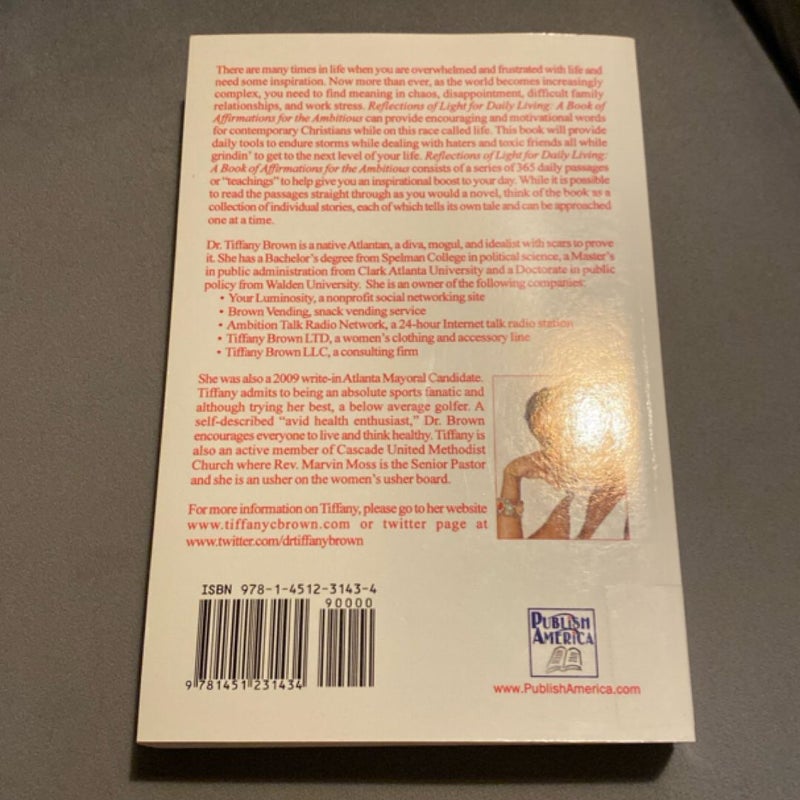 There are many times in life when you are overwhelmed and frustrated with life and
need some inspiration. Now more than ever, as the world becomes increasingly
complex, you need to find meaning in chaos, disappointment, difficult family
relationships, and work stress. Reflections of Light for Daily Living: A Book of
Affirmations for the Ambitious can provide encouraging and motivational words
for contemporary Christians while on this race called life. This book will provide
daily tools to endure storms while dealing with haters and toxic friends all while
grindin' to get to the next level of your life. Reflections of Light for Daily Living:
A Book of Affirmations for the Ambitious consists of a series of 365 daily passages
or "teachings" to help give you an inspirational boost to your day. While it is possible
to read the passages straight through as you would a novel, think of the book as a
collection of individual stories, each of which tells its own tale and can be approached
one at a time.
Dr. Tiffany Brown is a native Atlantan, a diva, mogul, and idealist with scars to prove
it. She has a Bachelor's degree from Spelman College in political science, a Master's
in public administration from Clark Atlanta University and a Doctorate in public
policy from Walden University. She is an owner of the following companies:
• Your Luminosity, a nonprofit social networking site
• Brown Vending, snack vending service
• Ambition Talk Radio Network, a 24-hour Internet talk radio station
• Tiffany Brown LTD, a women's clothing and accessory line
• Tiffany Brown LLC, a consulting firm
She was also a 2009 write-in Atlanta Mayoral Candidate.
Tiffany admits to being an absolute sports fanatic and
although trying her best, a below average golfer. A
self-described "avid health enthusiast," Dr. Brown
encourages everyone to live and think healthy. Tiffany is
also an active member of Cascade United Methodist
Church where Rev. Marvin Moss is the Senior Pastor
and she is an usher on the women's usher board.
For more information on Tiffany, please go to her website
www.tiffanycbrown.com or twitter page at
www.twitter.com/drtiffanybrown
ISBN 978-1-4512-3143-4
90000
9 781451 231434
PUBLISH
AMERICA
www.PublishAmerica.com